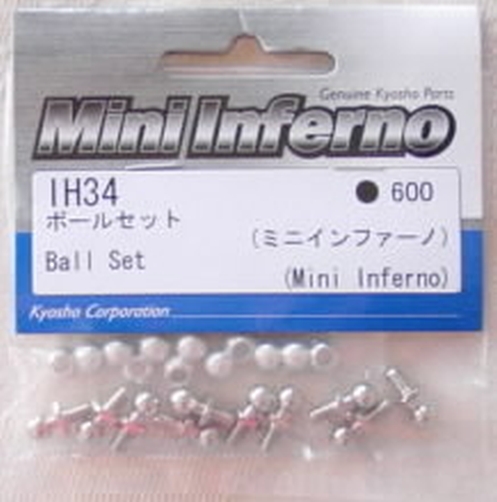 Genuine Kyosho Parts
Mini Inferno
IH34
● 600
ボールセット
(ミニインファーノ)
Ball Set
(Mini Inferno)
Kyosho Corporation